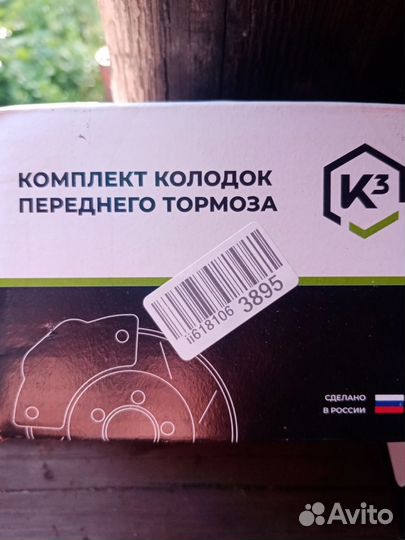 КОМПЛЕКТ КОЛОДОК
ПЕРЕДНЕГО ТОРМОЗА
K3
ii618106 3895
СДЕЛАНО
В РОССИИ
Avito